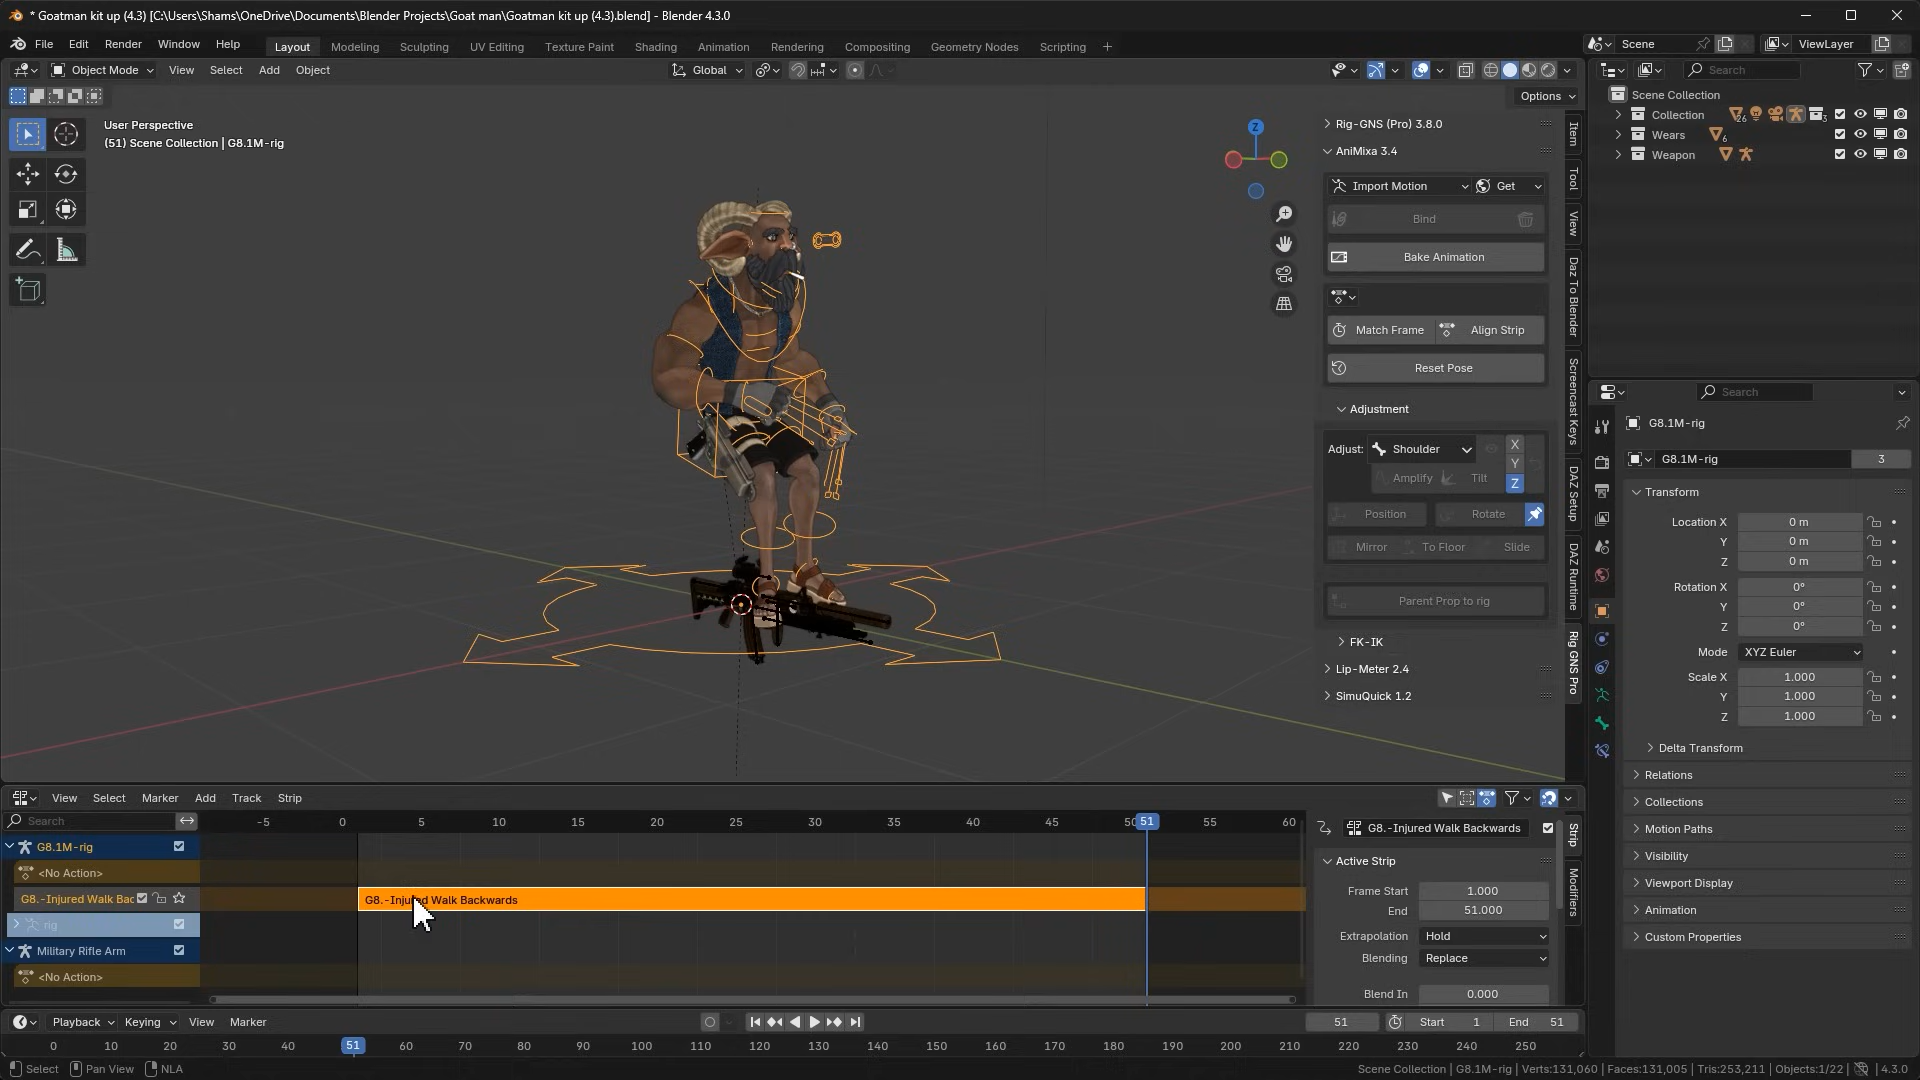 * Goatman kit up (4.3) [C:\Users\Shams\OneDrive\Documents\Blender Projects\Goat man\Goatman kit up (4.3).blend] - Blender 4.3.0
File Edit Render Window Help Layout Modeling Sculpting UV Editing Texture Paint Shading Animation Rendering Compositing Geometry Nodes Scripting + Scene ViewLayer
Object Mode View Select Add Object Global Search
Options
User Perspective
(51) Scene Collection | G8.1M-rig
Z
Rig-GNS (Pro) 3.8.0
AniMixa 3.4
Import Motion Get
Bind
Bake Animation
Match Frame Align Strip
Reset Pose
Adjustment
Adjust: Shoulder X
Y
Amplify Tilt Z
Position Rotate
Mirror To Floor Slide
Parent Prop to rig
FK-IK
Lip-Meter 2.4
SimuQuick 1.2
Item
Tool
View
Daz To Blender
Screencast Keys
DAZ Setup
DAZ Runtime
Rig GNS Pro
Scene Collection
Collection 26 3
Wears 6
Weapon
Search
G8.1M-rig
G8.1M-rig 3
Transform
Location X 0 m
Y 0 m
Z 0 m
Rotation X 0°
Y 0°
Z 0°
Mode XYZ Euler
Scale X 1.000
Y 1.000
Z 1.000
Delta Transform
Relations
Collections
Motion Paths
Visibility
Viewport Display
Animation
Custom Properties
View Select Marker Add Track Strip
Search -5 0 5 10 15 20 25 30 35 40 45 50 51 55 60
G8.1M-rig
<No Action>
G8.-Injured Walk Bac G8.-Injured Walk Backwards
rig
Military Rifle Arm
<No Action>
G8.-Injured Walk Backwards
Active Strip
Frame Start 1.000
End 51.000
Extrapolation Hold
Blending Replace
Blend In 0.000
Strip
Modifiers
Playback Keying View Marker 51 Start 1 End 51
0 10 20 30 40 51 60 70 80 90 100 110 120 130 140 150 160 170 180 190 200 210 220 230 240 250
Select Pan View NLA Scene Collection | G8.1M-rig | Verts:131,060 | Faces:131,005 | Tris:253,211 | Objects:1/22 | 4.3.0